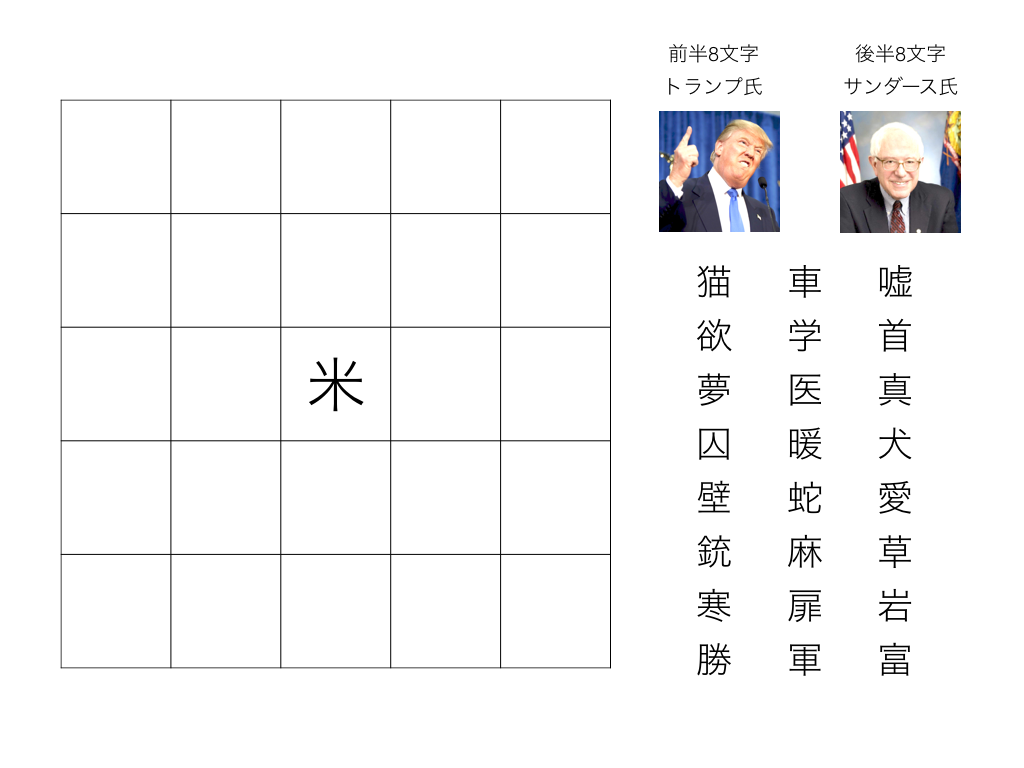 前半8文字
トランプ氏
後半8文字
サンダース氏
米
猫 車 嘘
欲 学 首
夢 医 真
囚 暖 犬
壁 蛇 愛
銃 麻 草
寒 扉 岩
勝 軍 富